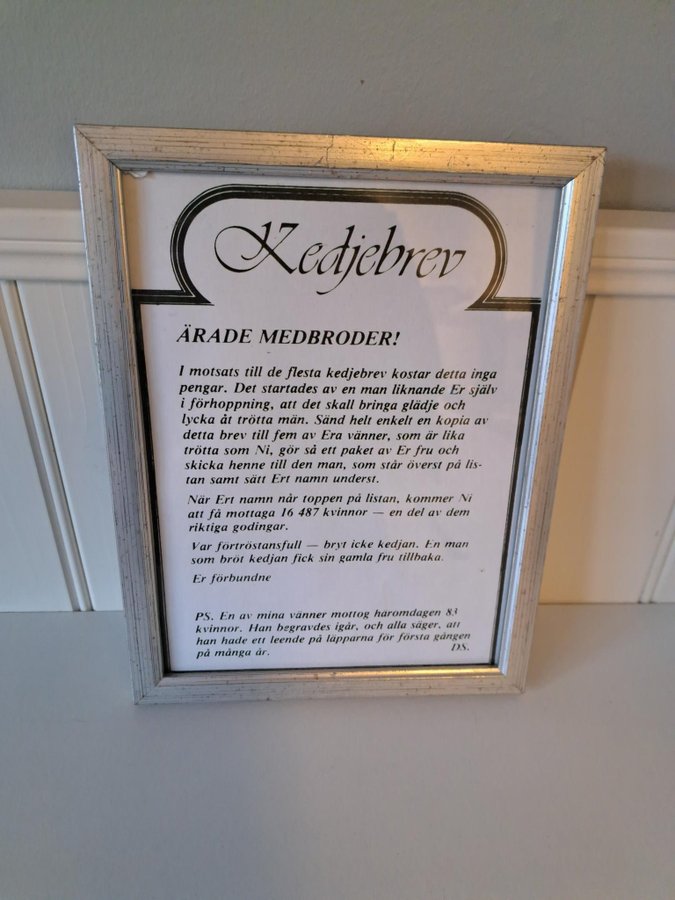 Kedjebrev
ÄRADE MEDBRODER!
I motsats till de flesta kedjebrev kostar detta inga
pengar. Det startades av en man liknande Er själv
i förhoppning, att det skall bringa glädje och
lycka åt trötta män. Sänd helt enkelt en kopia av
detta brev till fem av Era vänner, som är lika
trötta som Ni, gör så ett paket av Er fru och
skicka henne till den man, som står överst på lis-
tan samt sätt Ert namn underst.
När Ert namn når toppen på listan, kommer Ni
att få mottaga 16 487 kvinnor — en del av dem
riktiga godingar.
Var förtröstansfull — bryt icke kedjan. En man
som bröt kedjan fick sin gamla fru tillbaka.
Er förbundne
PS. En av mina vänner mottog häromdagen 83
kvinnor. Han begravdes igår, och alla säger, att
han hade ett leende på läpparna för första gången
på många år. DS.